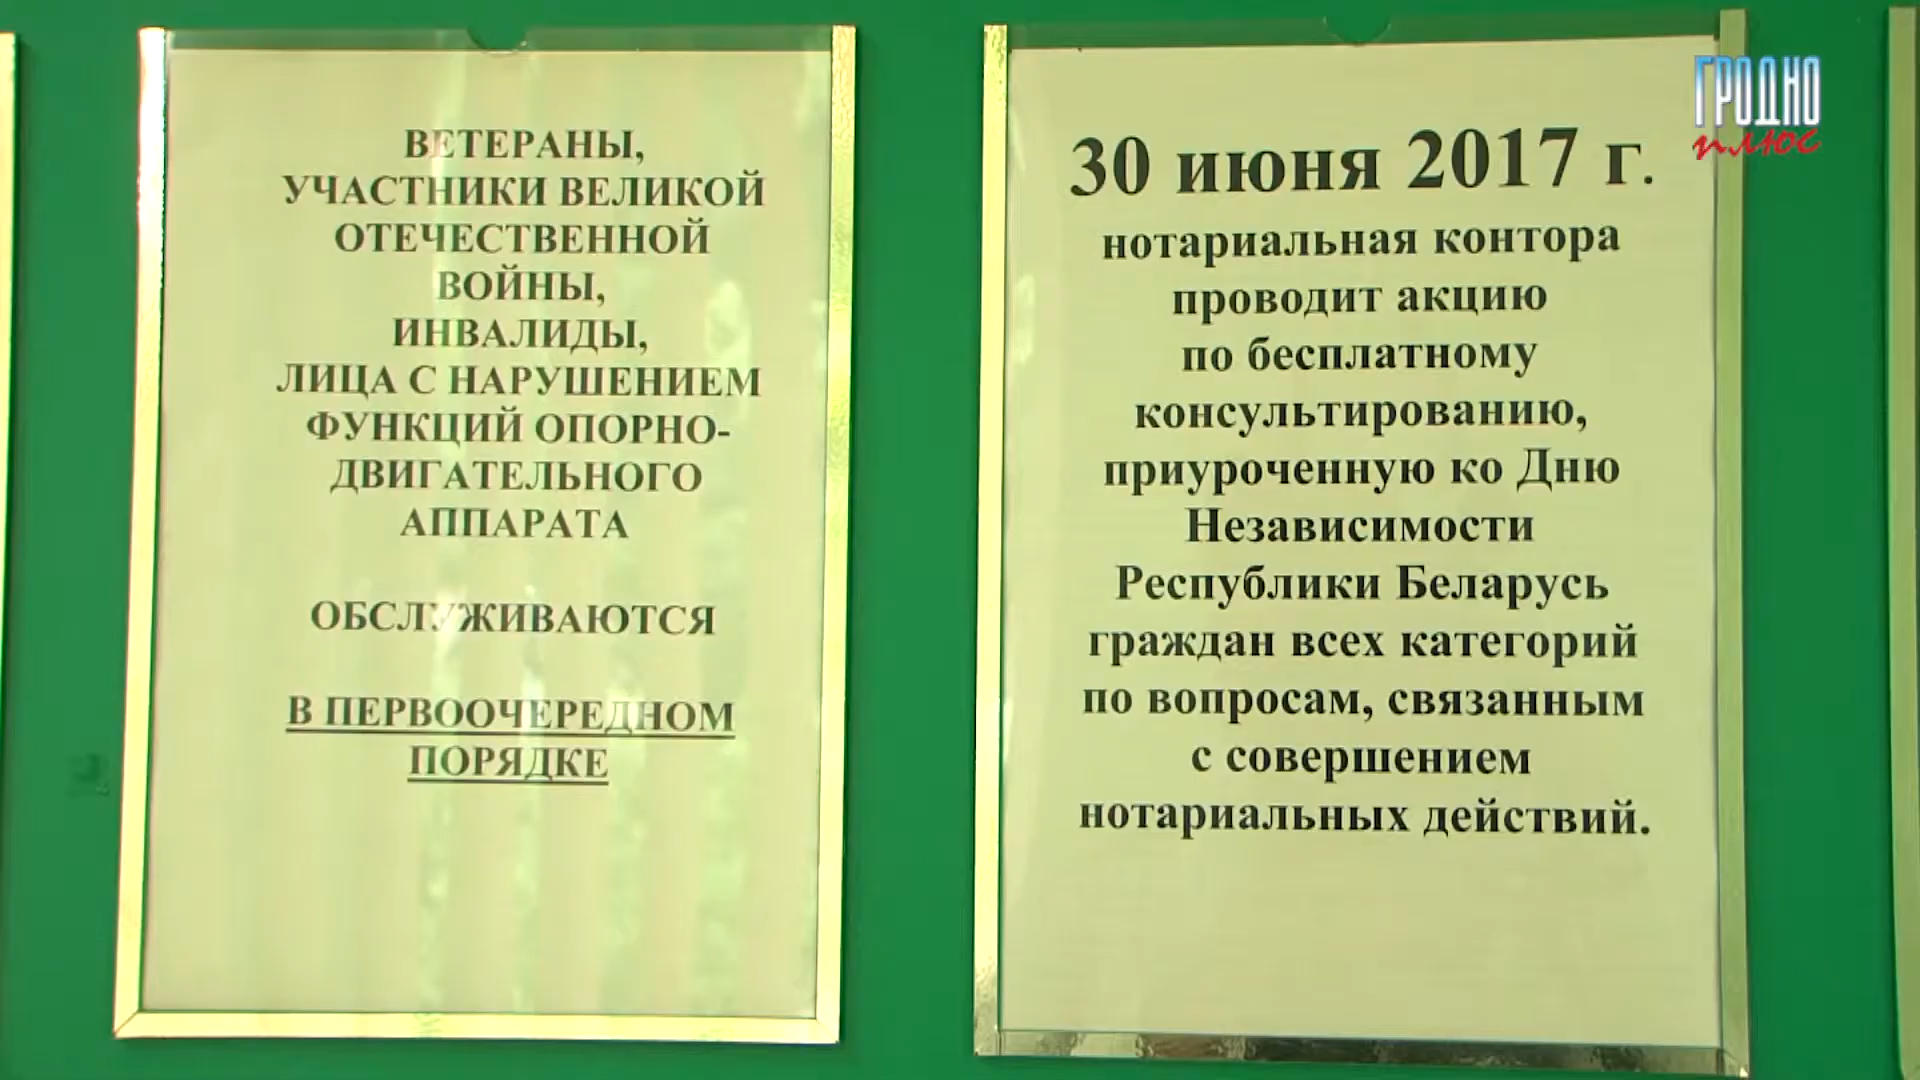 ВЕТЕРАНЫ,
УЧАСТНИКИ ВЕЛИКОЙ
ОТЕЧЕСТВЕННОЙ
ВОЙНЫ,
ИНВАЛИДЫ,
ЛИЦА С НАРУШЕНИЕМ
ФУНКЦИЙ ОПОРНО-
ДВИГАТЕЛЬНОГО
АППАРАТА
ОБСЛУЖИВАЮТСЯ
В ПЕРВООЧЕРЕДНОМ
ПОРЯДКЕ
30 июня 2017 г.
нотариальная контора
проводит акцию
по бесплатному
консультированию,
приуроченную ко Дню
Независимости
Республики Беларусь
граждан всех категорий
по вопросам, связанным
с совершением
нотариальных действий.
ГРОДНО
плюс